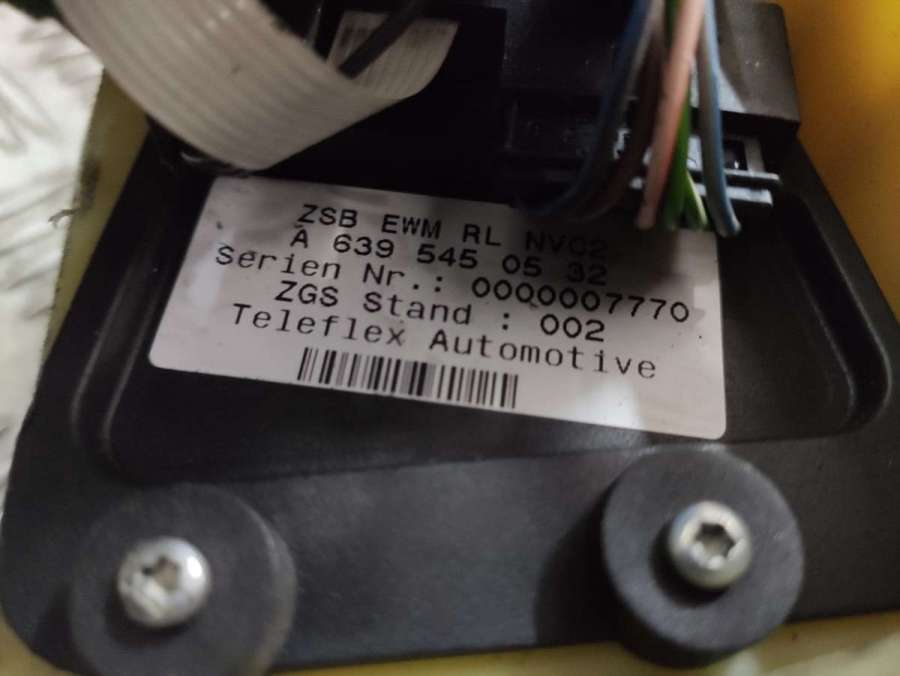 ZSB EWM RL NVC2
A 639 545 05 32
Serien Nr.: 0000007770
ZGS Stand : 002
Teleflex Automotive